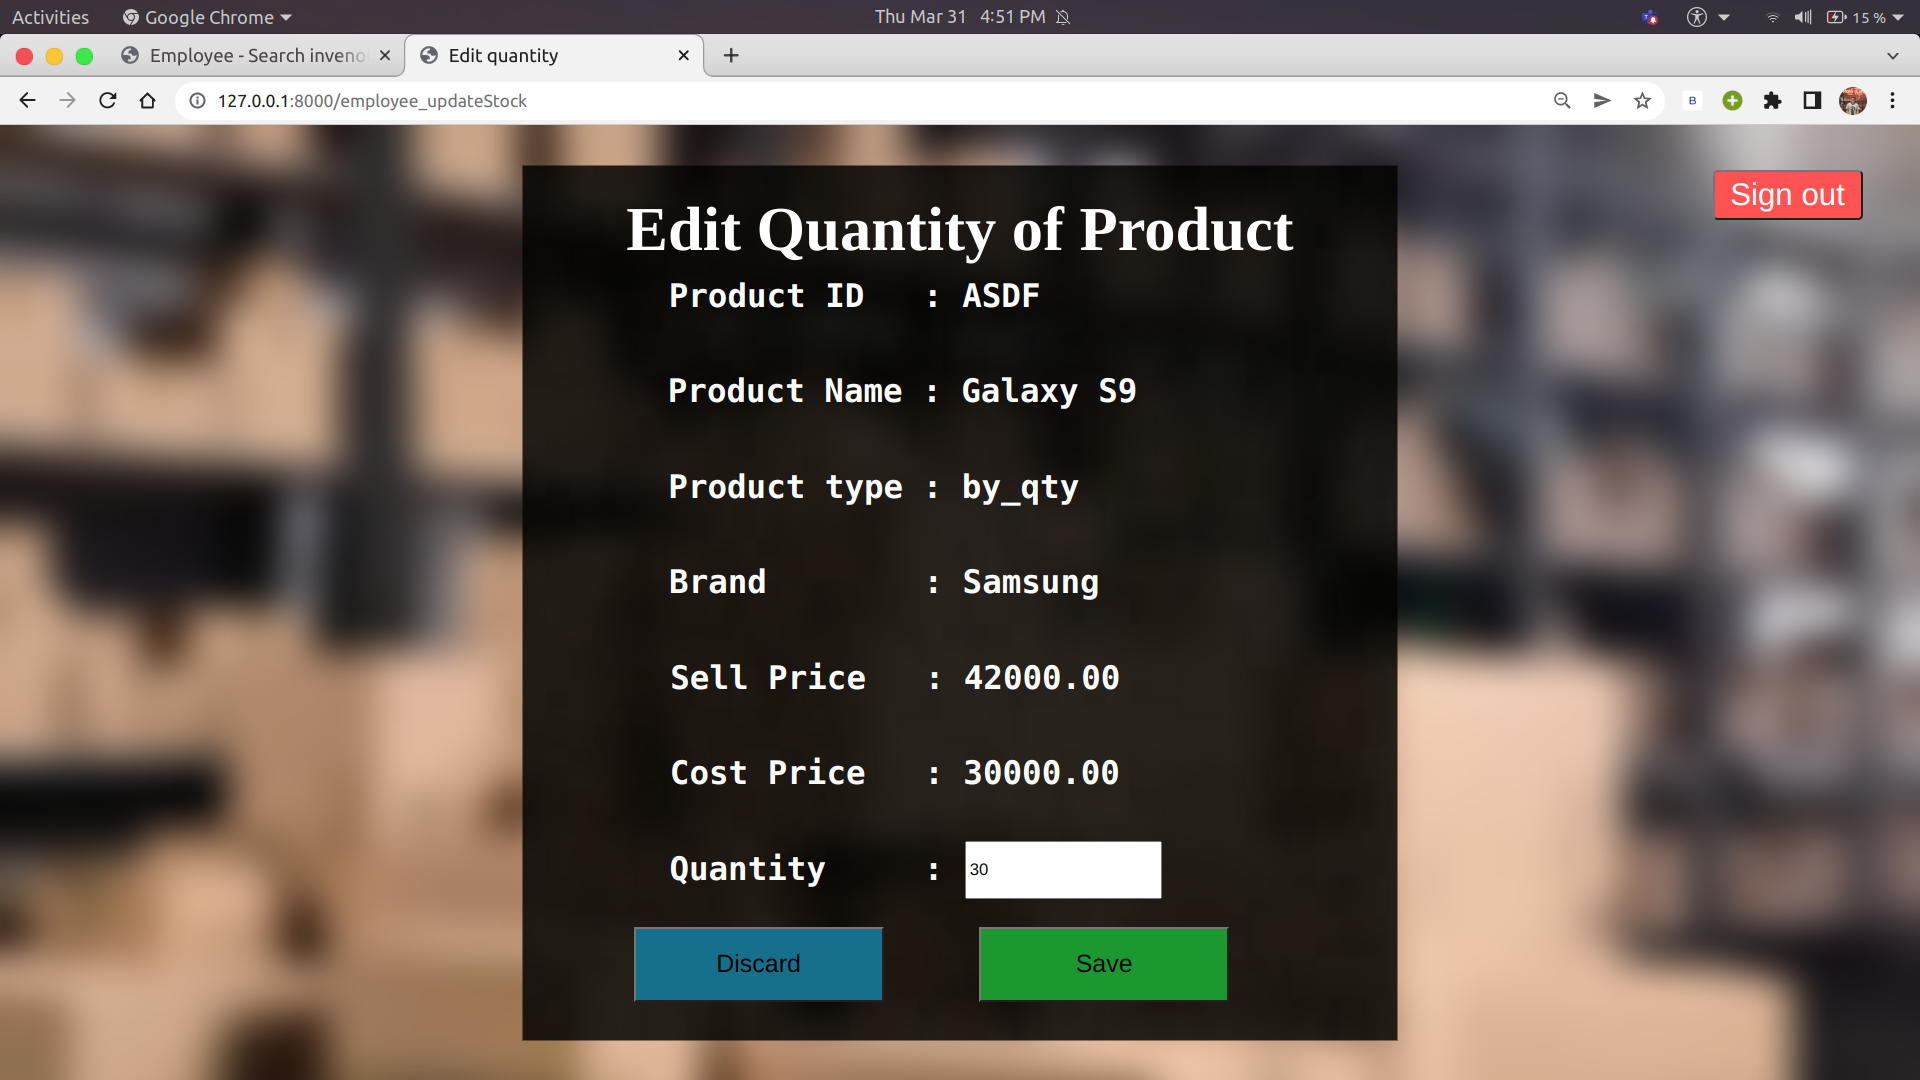 Activities
Google Chrome
Thu Mar 31 4:51 PM
15 %
Employee - Search inveno
Edit quantity
127.0.0.1:8000/employee_updateStock
B
Sign out
Edit Quantity of Product
Product ID : ASDF
Product Name : Galaxy S9
Product type : by_qty
Brand : Samsung
Sell Price : 42000.00
Cost Price : 30000.00
Quantity : 30
Discard
Save